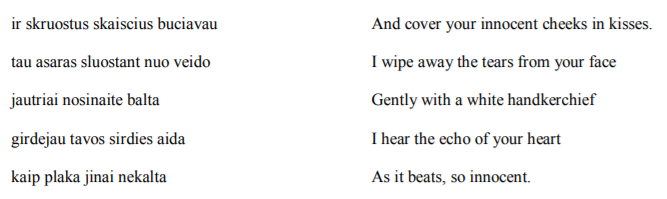 ir skruostus skaiscius buciavau
And cover your innocent cheeks in kisses.
tau asaras sluostant nuo veido
I wipe away the tears from your face
jautriai nosinaite balta
Gently with a white handkerchief
girdejau tavos sirdies aida
I hear the echo of your heart
kaip plaka jinai nekalta
As it beats, so innocent.